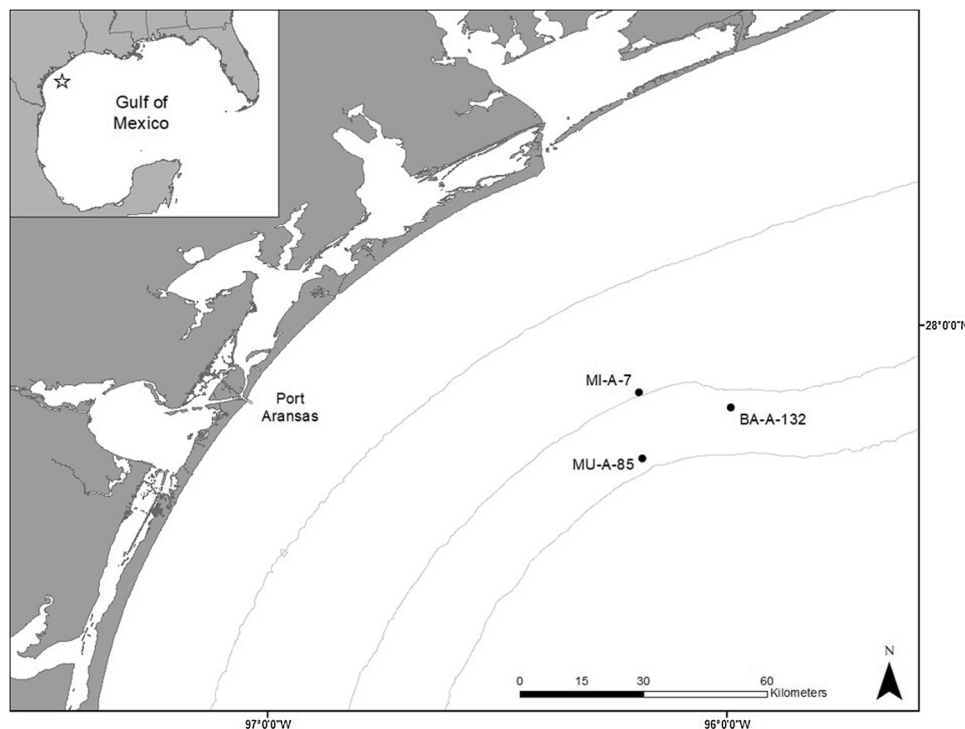 Gulf of
Mexico
28°0'0"N
MI-A-7
BA-A-132
Port
Aransas
MU-A-85
N
0 15 30 60
Kilometers
97°0'0"W 96°0'0"W